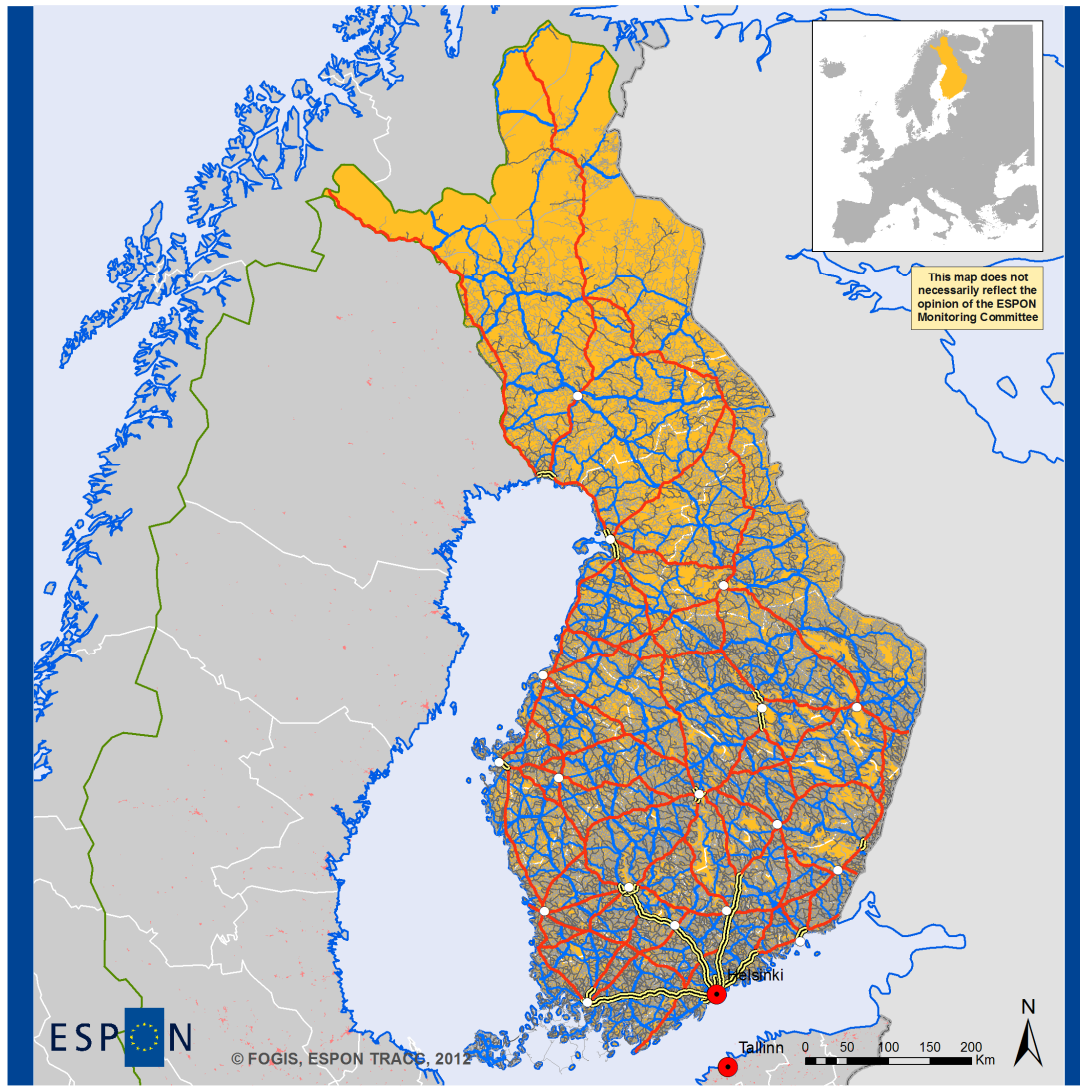 This map does not
necessarily reflect the
opinion of the ESPON
Monitoring Committee
Helsinki
Tallinn
N
0 50 100 150 200
Km
ESPON
© FOGIS, ESPON TRACC, 2012